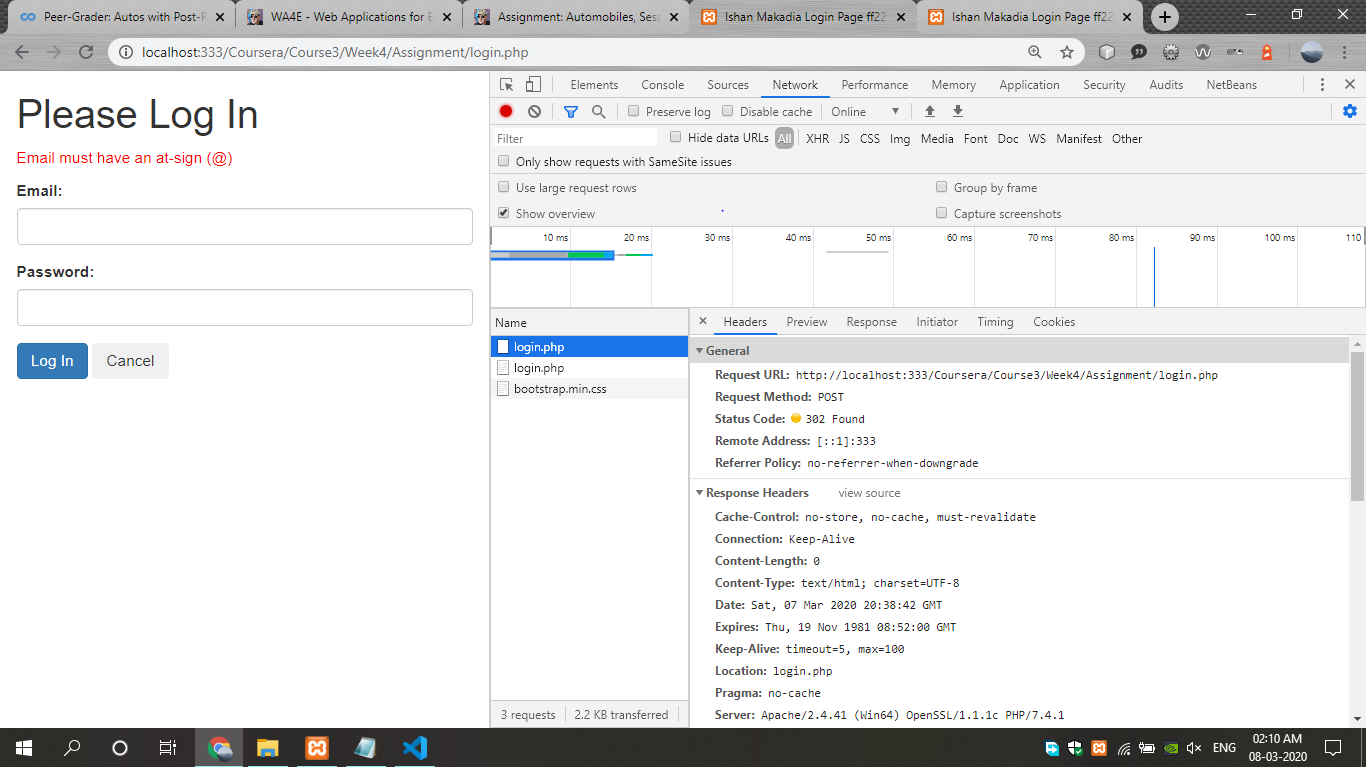 Peer-Grader: Autos with Post-R
WA4E - Web Applications for E
Assignment: Automobiles, Sess
Ishan Makadia Login Page ff22
Ishan Makadia Login Page ff22
localhost:333/Coursera/Course3/Week4/Assignment/login.php
Please Log In
Email must have an at-sign (@)
Email:
Password:
Log In
Cancel
Elements Console Sources Network Performance Memory Application Security Audits NetBeans
Preserve log Disable cache Online
Filter Hide data URLs All XHR JS CSS Img Media Font Doc WS Manifest Other
Only show requests with SameSite issues
Use large request rows Group by frame
Show overview Capture screenshots
10 ms 20 ms 30 ms 40 ms 50 ms 60 ms 70 ms 80 ms 90 ms 100 ms 110
Name
login.php
login.php
bootstrap.min.css
3 requests 2.2 KB transferred
Headers Preview Response Initiator Timing Cookies
General
Request URL: http://localhost:333/Coursera/Course3/Week4/Assignment/login.php
Request Method: POST
Status Code: 302 Found
Remote Address: [::1]:333
Referrer Policy: no-referrer-when-downgrade
Response Headers view source
Cache-Control: no-store, no-cache, must-revalidate
Connection: Keep-Alive
Content-Length: 0
Content-Type: text/html; charset=UTF-8
Date: Sat, 07 Mar 2020 20:38:42 GMT
Expires: Thu, 19 Nov 1981 08:52:00 GMT
Keep-Alive: timeout=5, max=100
Location: login.php
Pragma: no-cache
Server: Apache/2.4.41 (Win64) OpenSSL/1.1.1c PHP/7.4.1
ENG
02:10 AM
08-03-2020